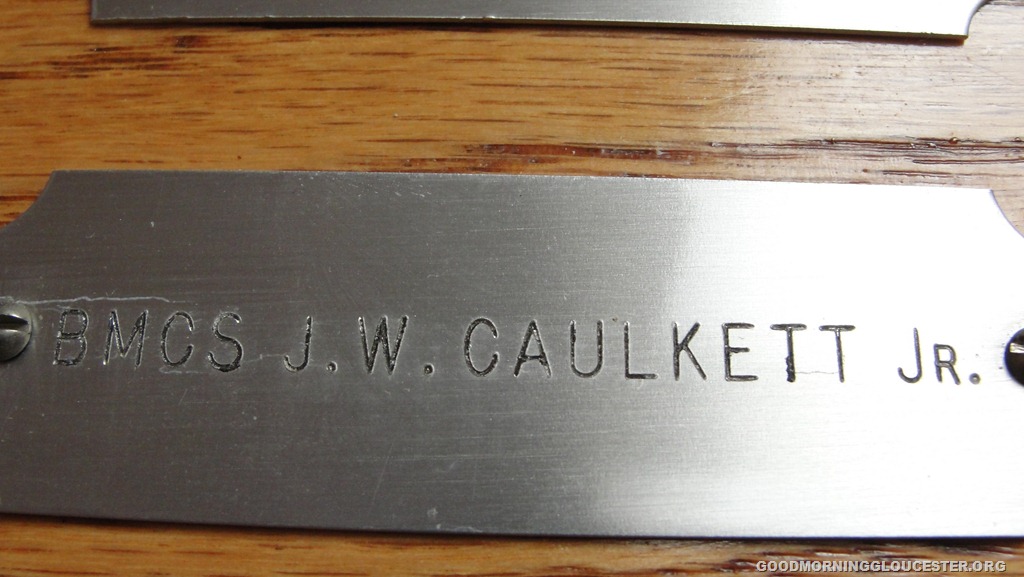 BMCS J.W. CAULKETT JR.
GOODMORNINGGLOUCESTER.ORG